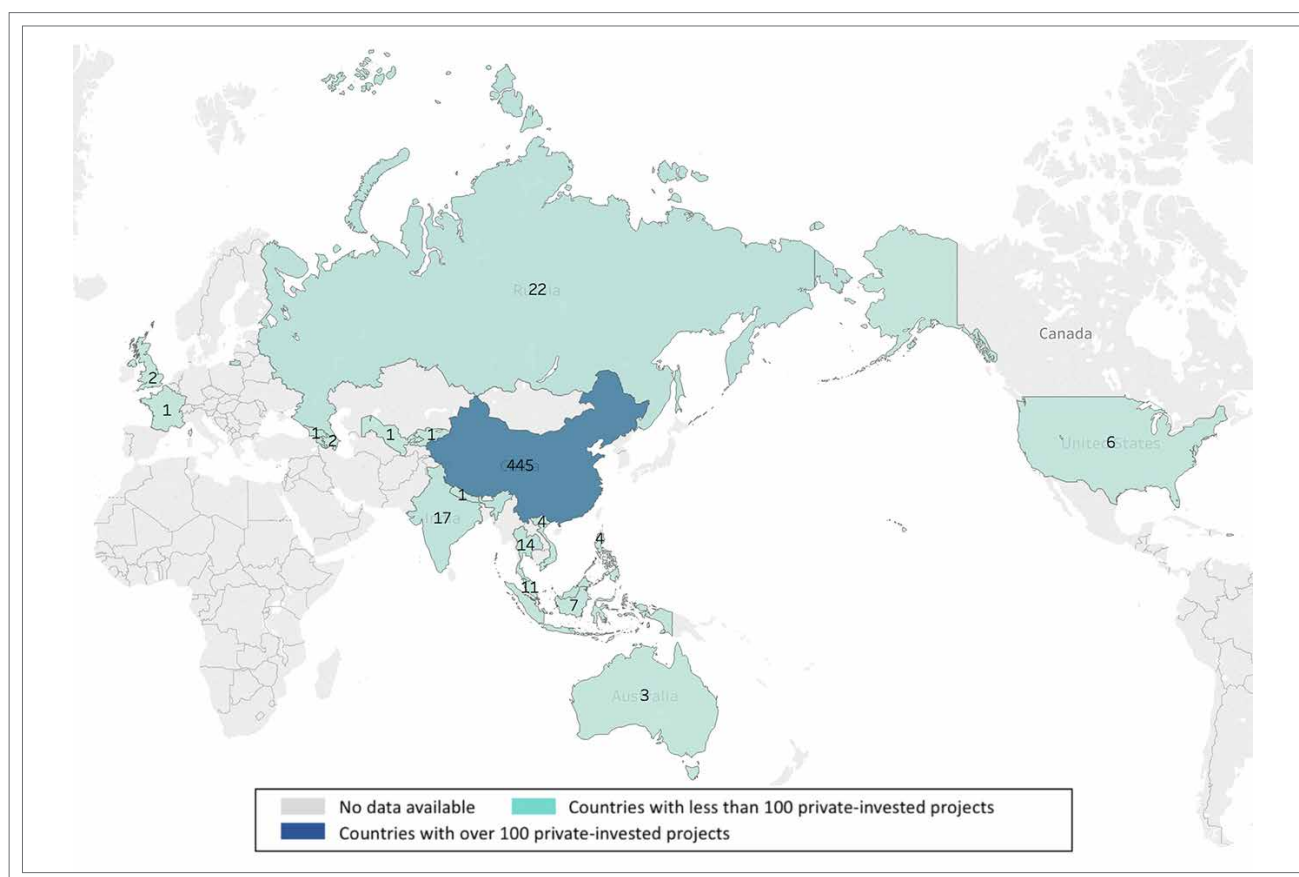 Russia
22
Canada
2
1
1
2
1
1
United States
6
China
445
1
India
17
4
14
4
11
7
Australia
3
No data available
Countries with less than 100 private-invested projects
Countries with over 100 private-invested projects